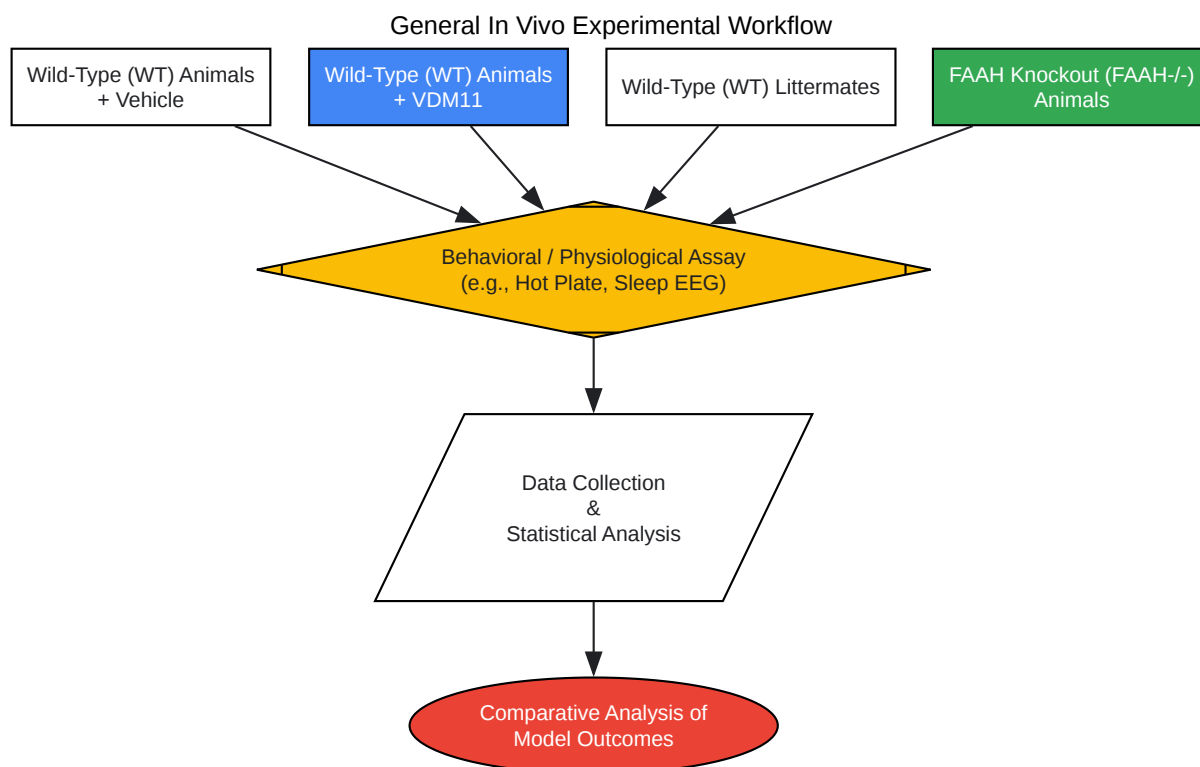 General In Vivo Experimental Workflow
Wild-Type (WT) Animals
+ Vehicle
Wild-Type (WT) Animals
+ VDM11
Wild-Type (WT) Littermates
FAAH Knockout (FAAH-/-)
Animals
Behavioral / Physiological Assay
(e.g., Hot Plate, Sleep EEG)
Data Collection
&
Statistical Analysis
Comparative Analysis of
Model Outcomes